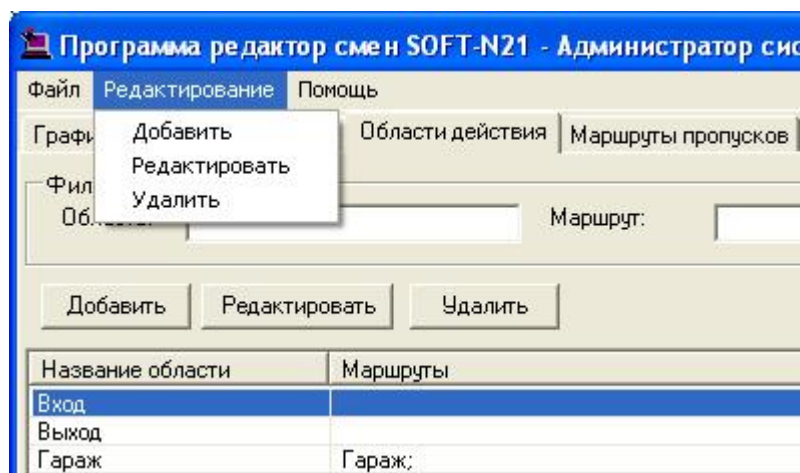 Программа редактор смен SOFT-N21 - Администратор сис
Файл Редактирование Помощь
Добавить
Редактировать
Удалить
Области действия Маршруты пропусков
Маршрут:
Добавить Редактировать Удалить
Название области Маршруты
Вход
Выход
Гараж Гараж;